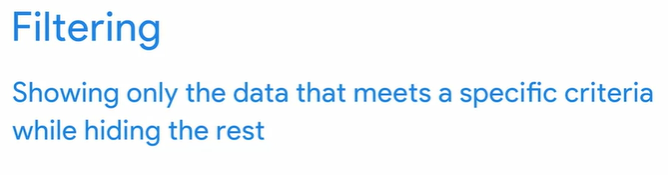 Filtering
Showing only the data that meets a specific criteria
while hiding the rest